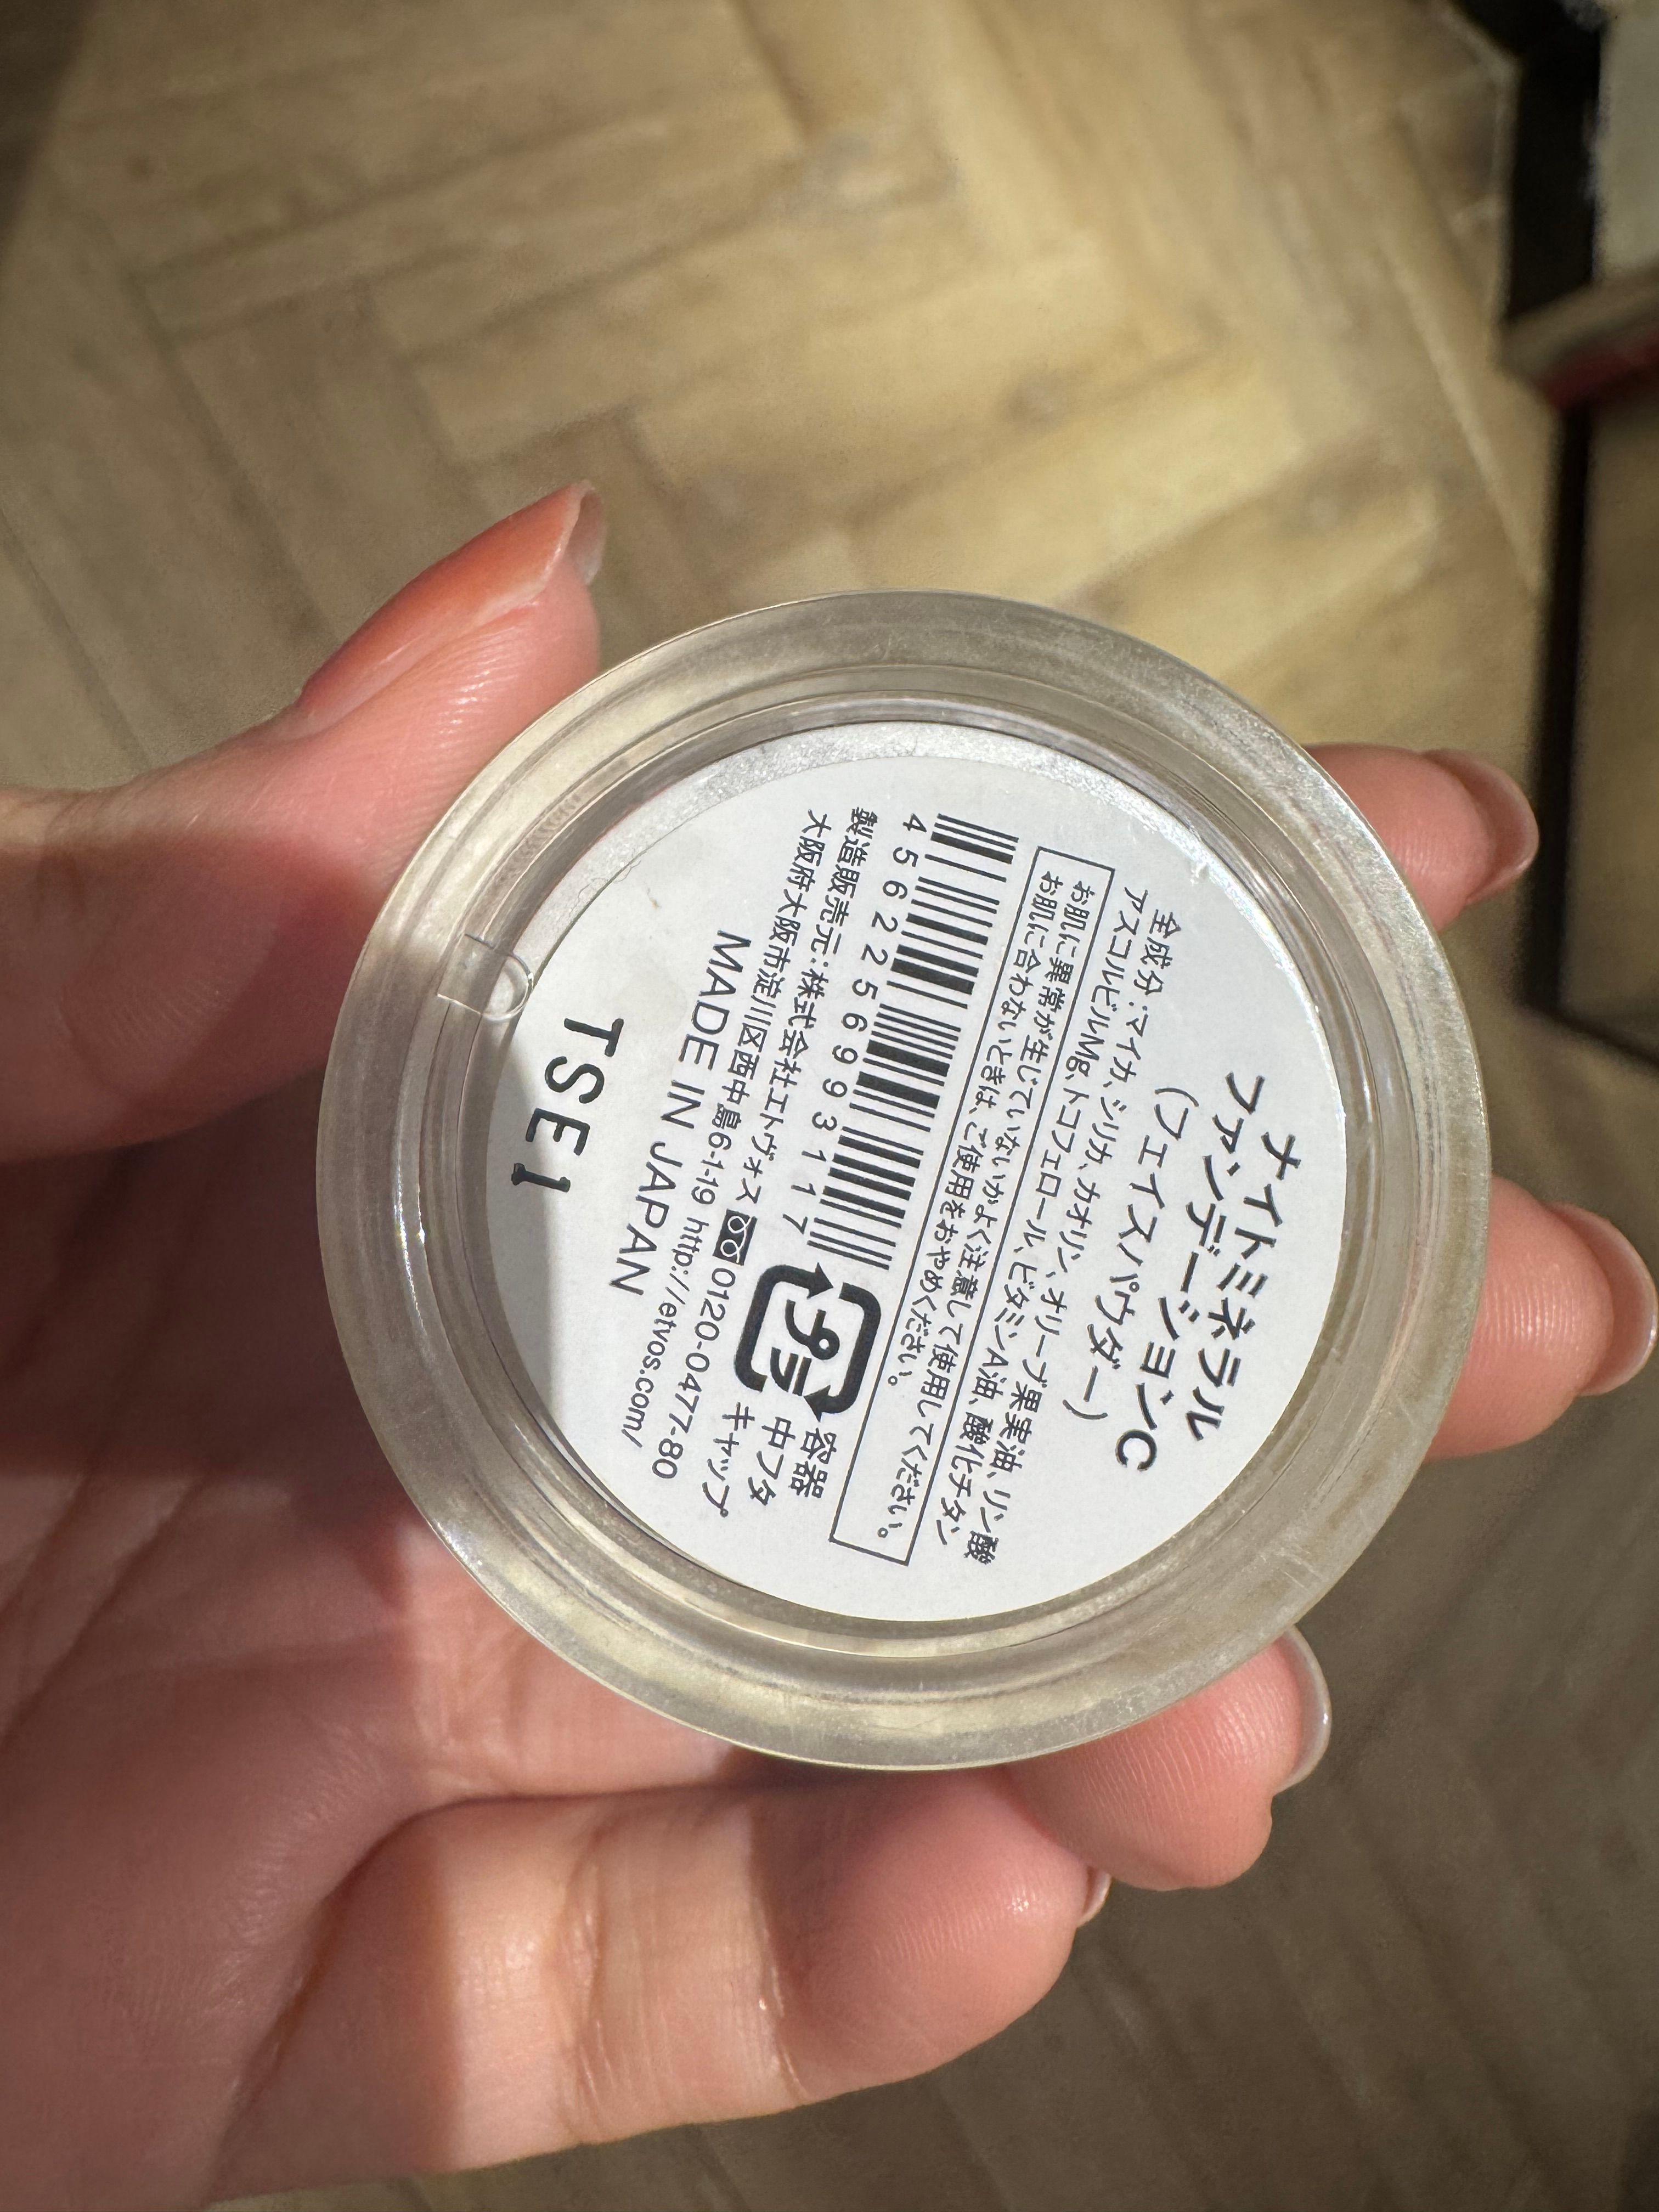 ナイトミネラル
ファンデーションC
(フェイスパウダー)
全成分:マイカ、シリカ、カオリン、オリーブ果実油、リン酸
アスコルビルMg、トコフェロール、ビタミンA油、酸化チタン
お肌に異常が生じていないかよく注意して使用してください。
お肌に合わないときは、ご使用をおやめください。
4562256993117
プラ
容器
中フタ
キャップ
製造販売元:株式会社エトヴォス 0120-0477-80
大阪府大阪市淀川区西中島6-1-19 http://etvos.com/
MADE IN JAPAN
TSE1